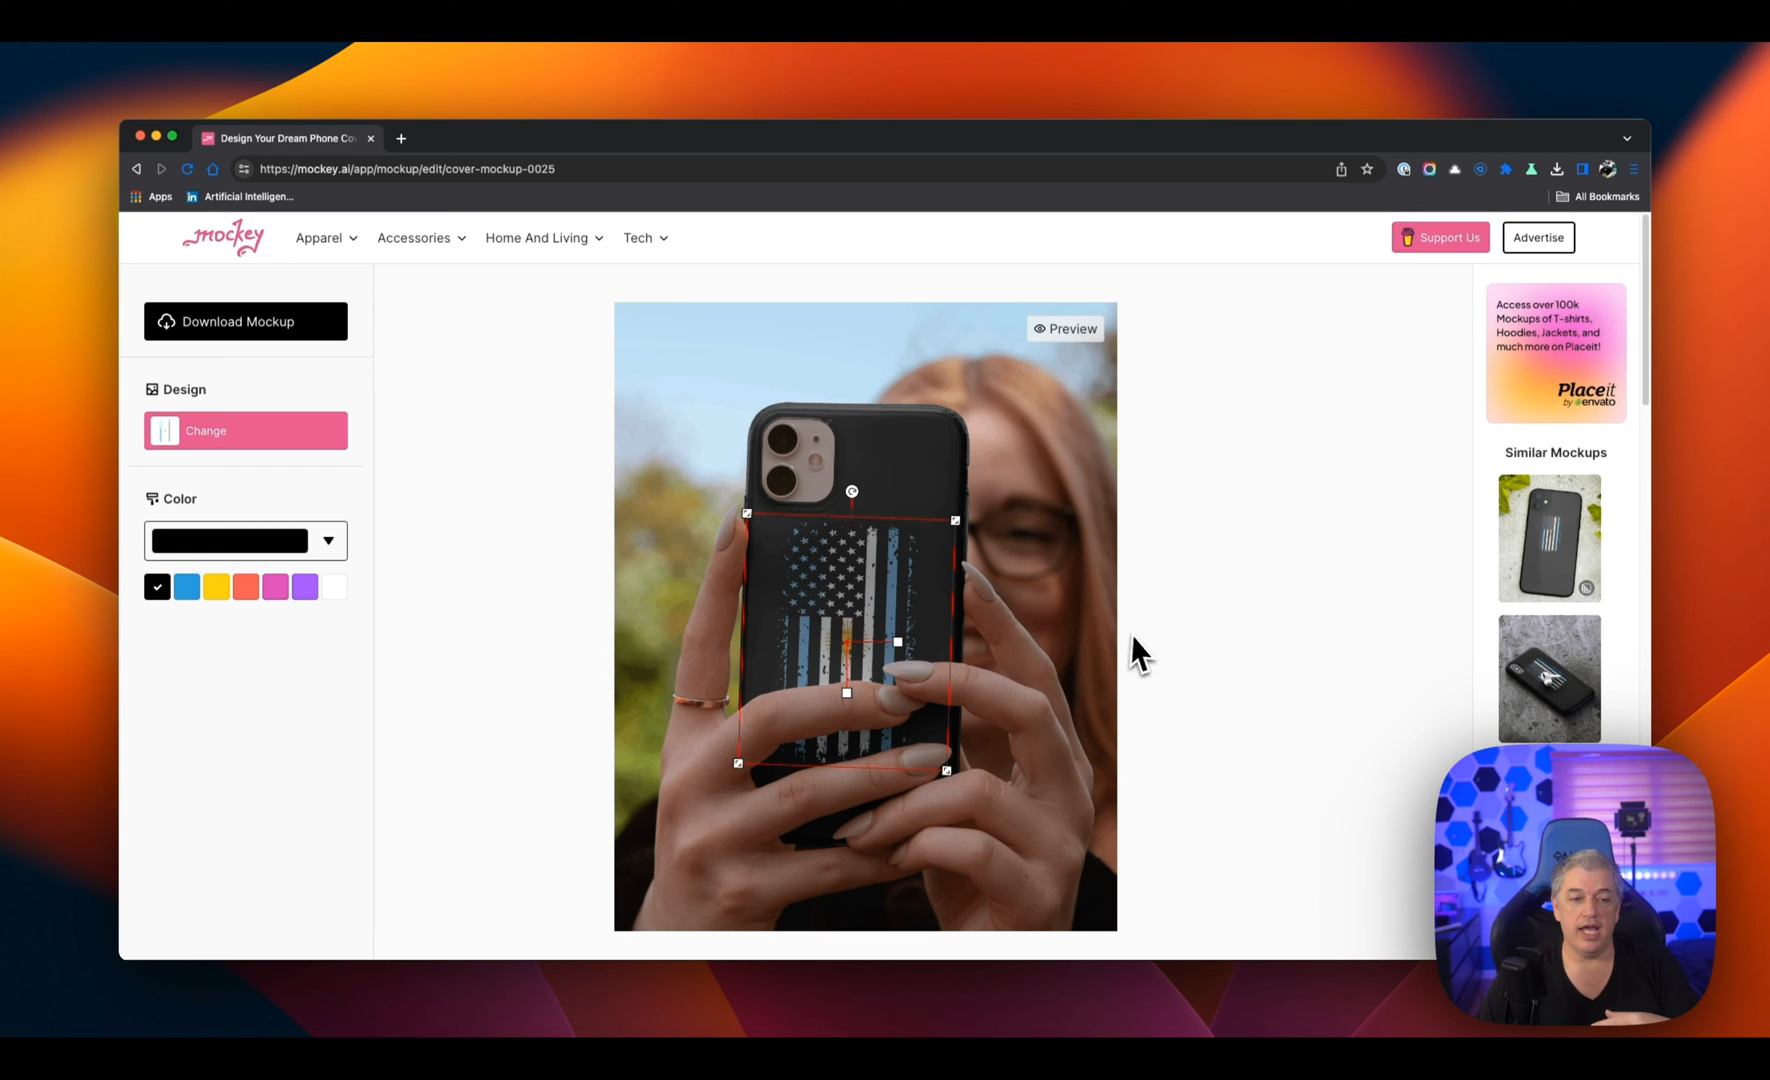 Design Your Dream Phone Co
https://mockey.ai/app/mockup/edit/cover-mockup-0025
Apps
Artificial Intelligen...
All Bookmarks
mockey
Apparel
Accessories
Home And Living
Tech
Support Us
Advertise
Download Mockup
Design
Change
Color
Preview
Access over 100k
Mockups of T-shirts,
Hoodies, Jackets, and
much more on Placeit!
Placeit
by envato
Similar Mockups